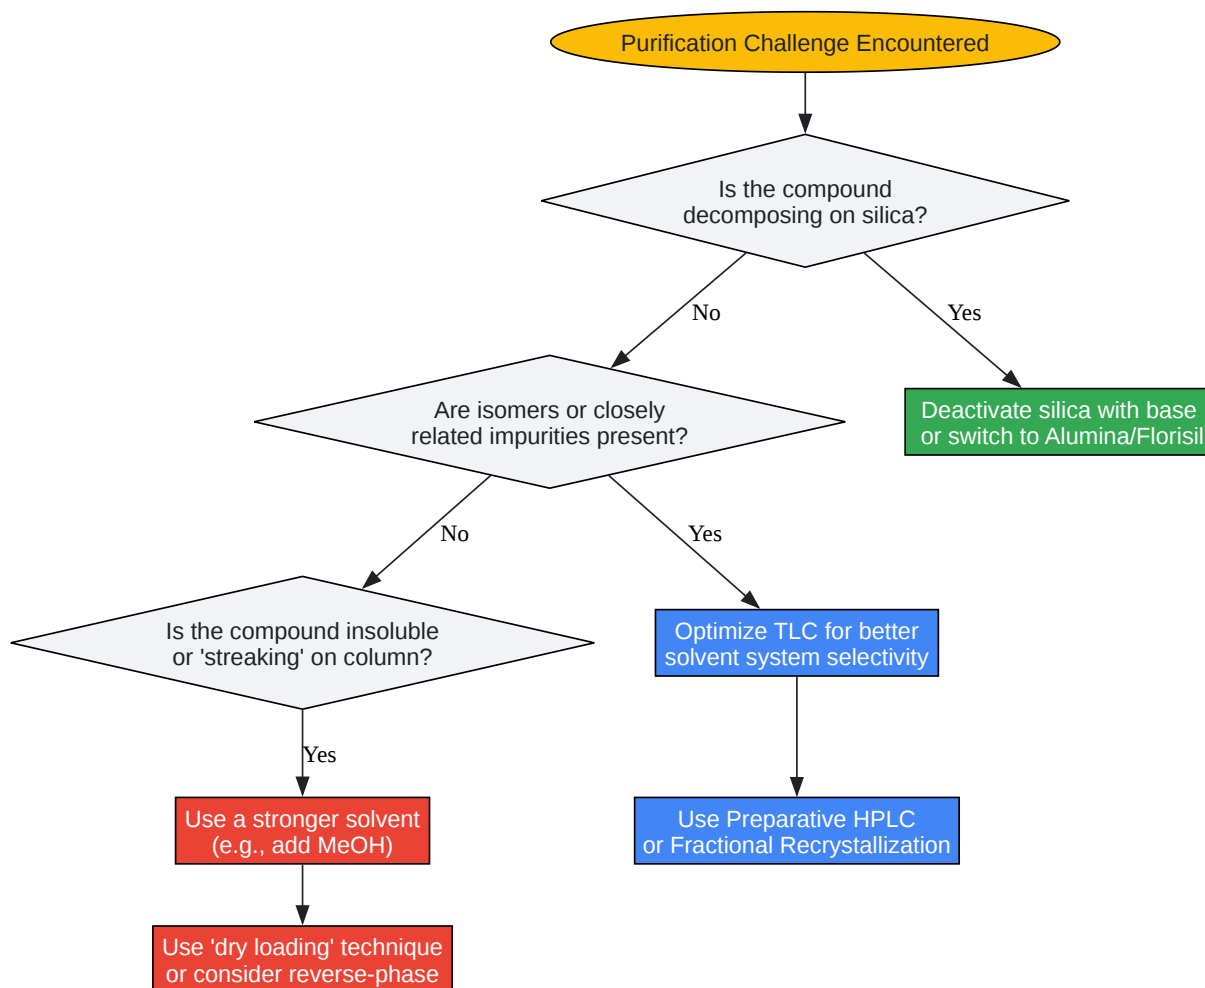 Purification Challenge Encountered
Is the compound
decomposing on silica?
No
Yes
Are isomers or closely
related impurities present?
Deactivate silica with base
or switch to Alumina/Florisil
No
Yes
Is the compound insoluble
or 'streaking' on column?
Optimize TLC for better
solvent system selectivity
Yes
Use a stronger solvent
(e.g., add MeOH)
Use Preparative HPLC
or Fractional Recrystallization
Use 'dry loading' technique
or consider reverse-phase